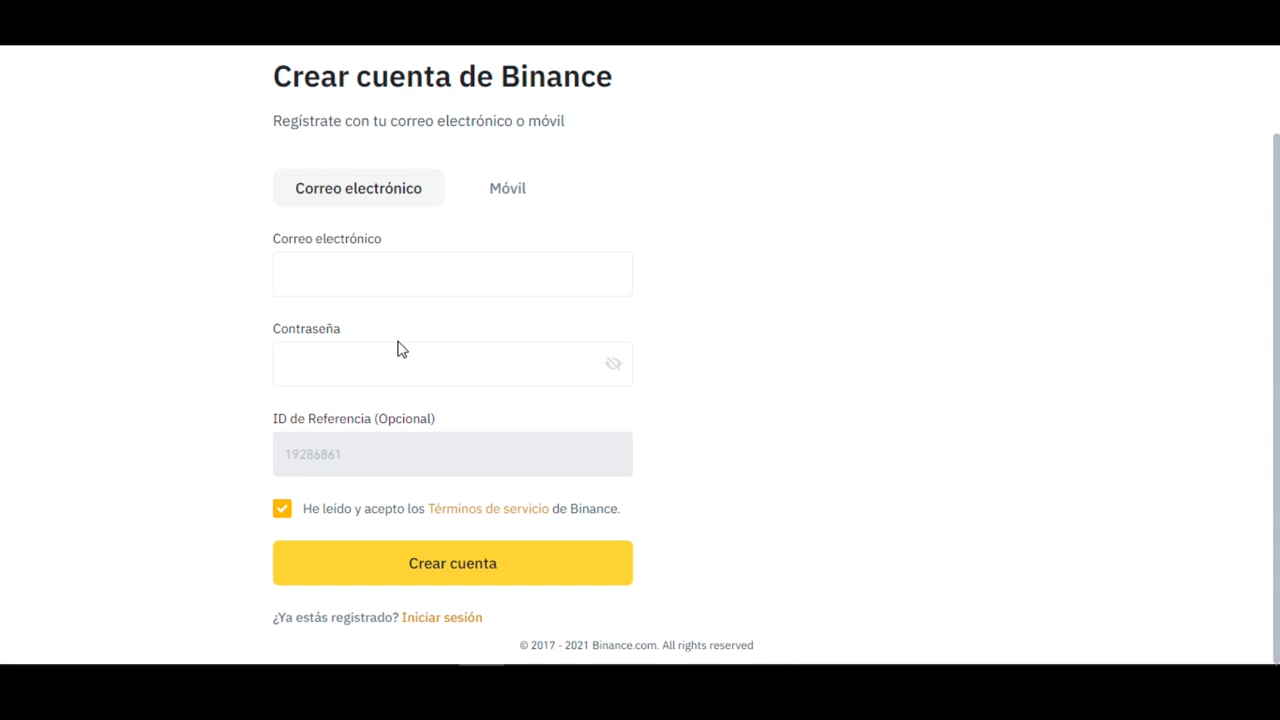 Crear cuenta de Binance
Regístrate con tu correo electrónico o móvil
Correo electrónico
Móvil
Correo electrónico
Contraseña
ID de Referencia (Opcional)
19286861
He leído y acepto los Términos de servicio de Binance.
Crear cuenta
¿Ya estás registrado? Iniciar sesión
© 2017 - 2021 Binance.com. All rights reserved